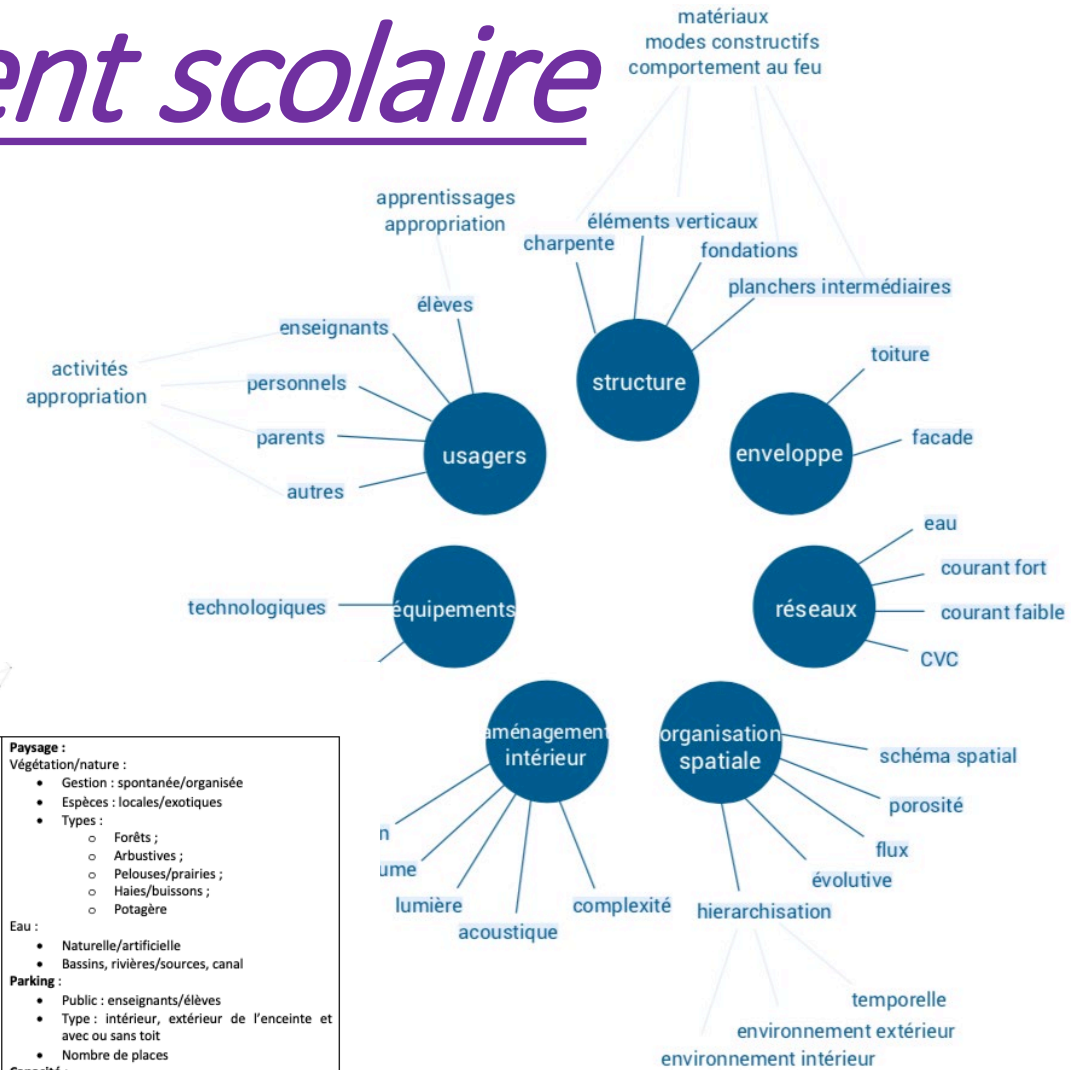 ent scolaire
matériaux
modes constructifs
comportement au feu
apprentissages
appropriation
éléments verticaux
charpente
fondations
planchers intermédiaires
élèves
enseignants
activités
appropriation
personnels
parents
autres
structure
usagers
toiture
enveloppe
facade
eau
courant fort
réseaux
courant faible
CVC
technologiques
équipements
aménagement
intérieur
organisation
spatiale
schéma spatial
porosité
flux
évolutive
hierarchisation
n
ume
lumière
acoustique
complexité
temporelle
environnement extérieur
environnement intérieur
Paysage :
Végétation/nature :
• Gestion : spontanée/organisée
• Espèces : locales/exotiques
• Types :
o Forêts ;
o Arbustives ;
o Pelouses/prairies ;
o Haies/buissons ;
o Potagère
Eau :
• Naturelle/artificielle
• Bassins, rivières/sources, canal
Parking :
• Public : enseignants/élèves
• Type : intérieur, extérieur de l'enceinte et
avec ou sans toit
• Nombre de places
Capacité :